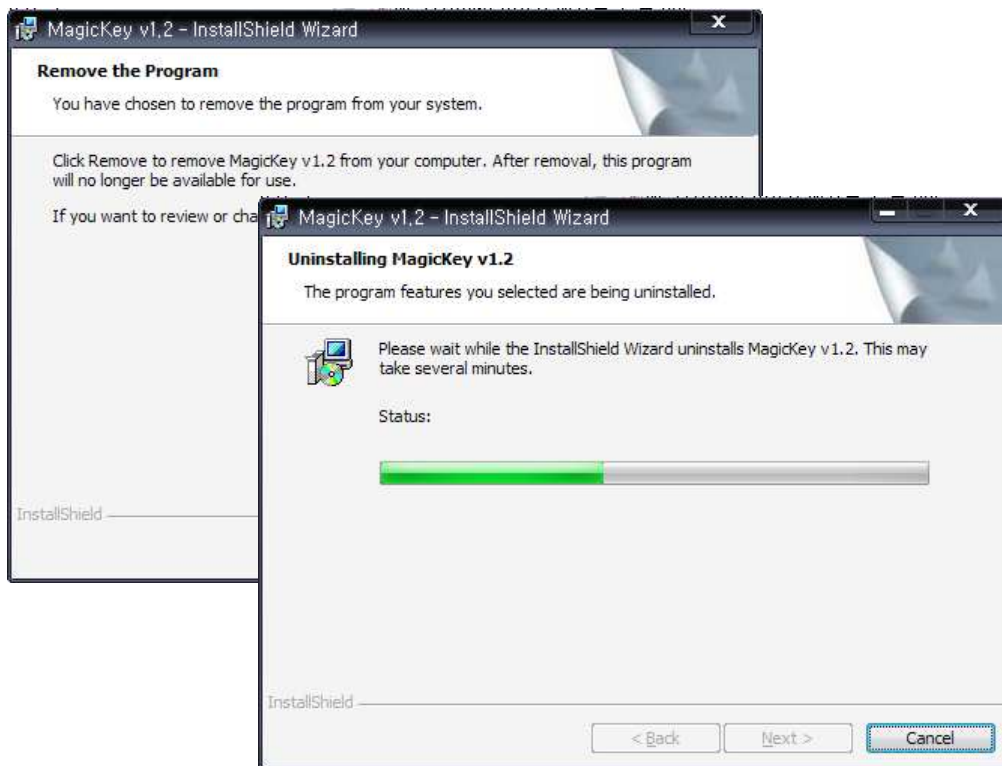 MagicKey v1.2 - InstallShield Wizard
x
Remove the Program
You have chosen to remove the program from your system.
Click Remove to remove MagicKey v1.2 from your computer. After removal, this program
will no longer be available for use.
If you want to review or cha
InstallShield
MagicKey v1.2 - InstallShield Wizard
x
Uninstalling MagicKey v1.2
The program features you selected are being uninstalled.
Please wait while the InstallShield Wizard uninstalls MagicKey v1.2. This may
take several minutes.
Status:
InstallShield
< Back
Next >
Cancel